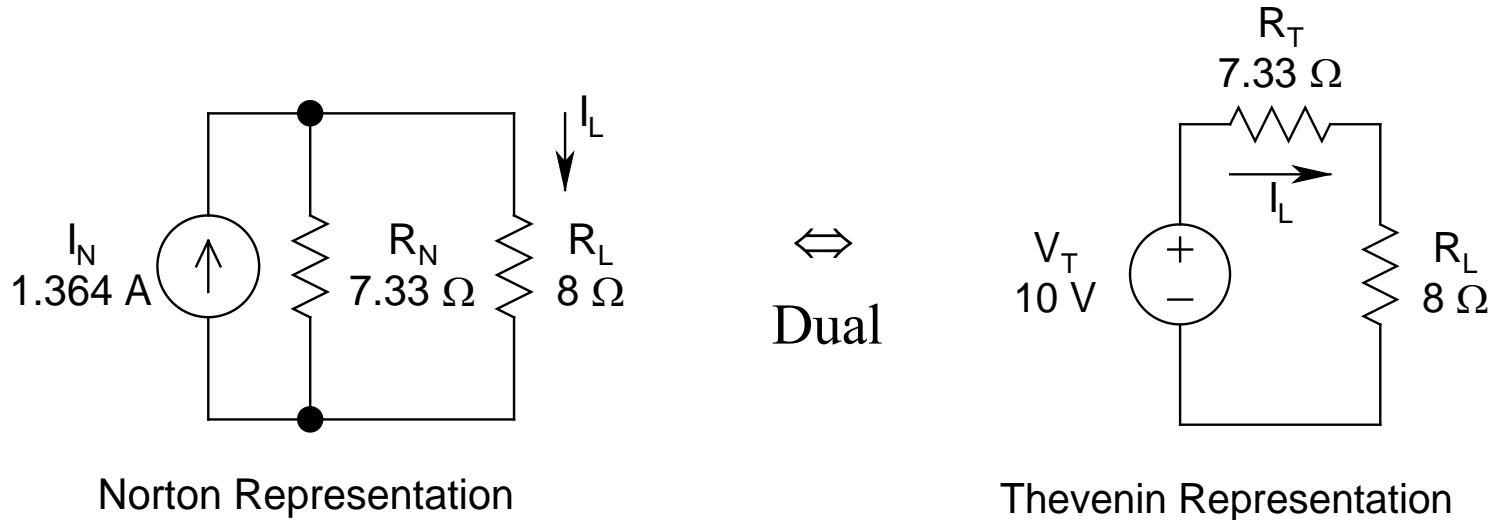 I_N
1.364 A
R_N
7.33 Ω
I_L
R_L
8 Ω
⇔
Dual
R_T
7.33 Ω
I_L
V_T
10 V
+
−
R_L
8 Ω
Norton Representation
Thevenin Representation